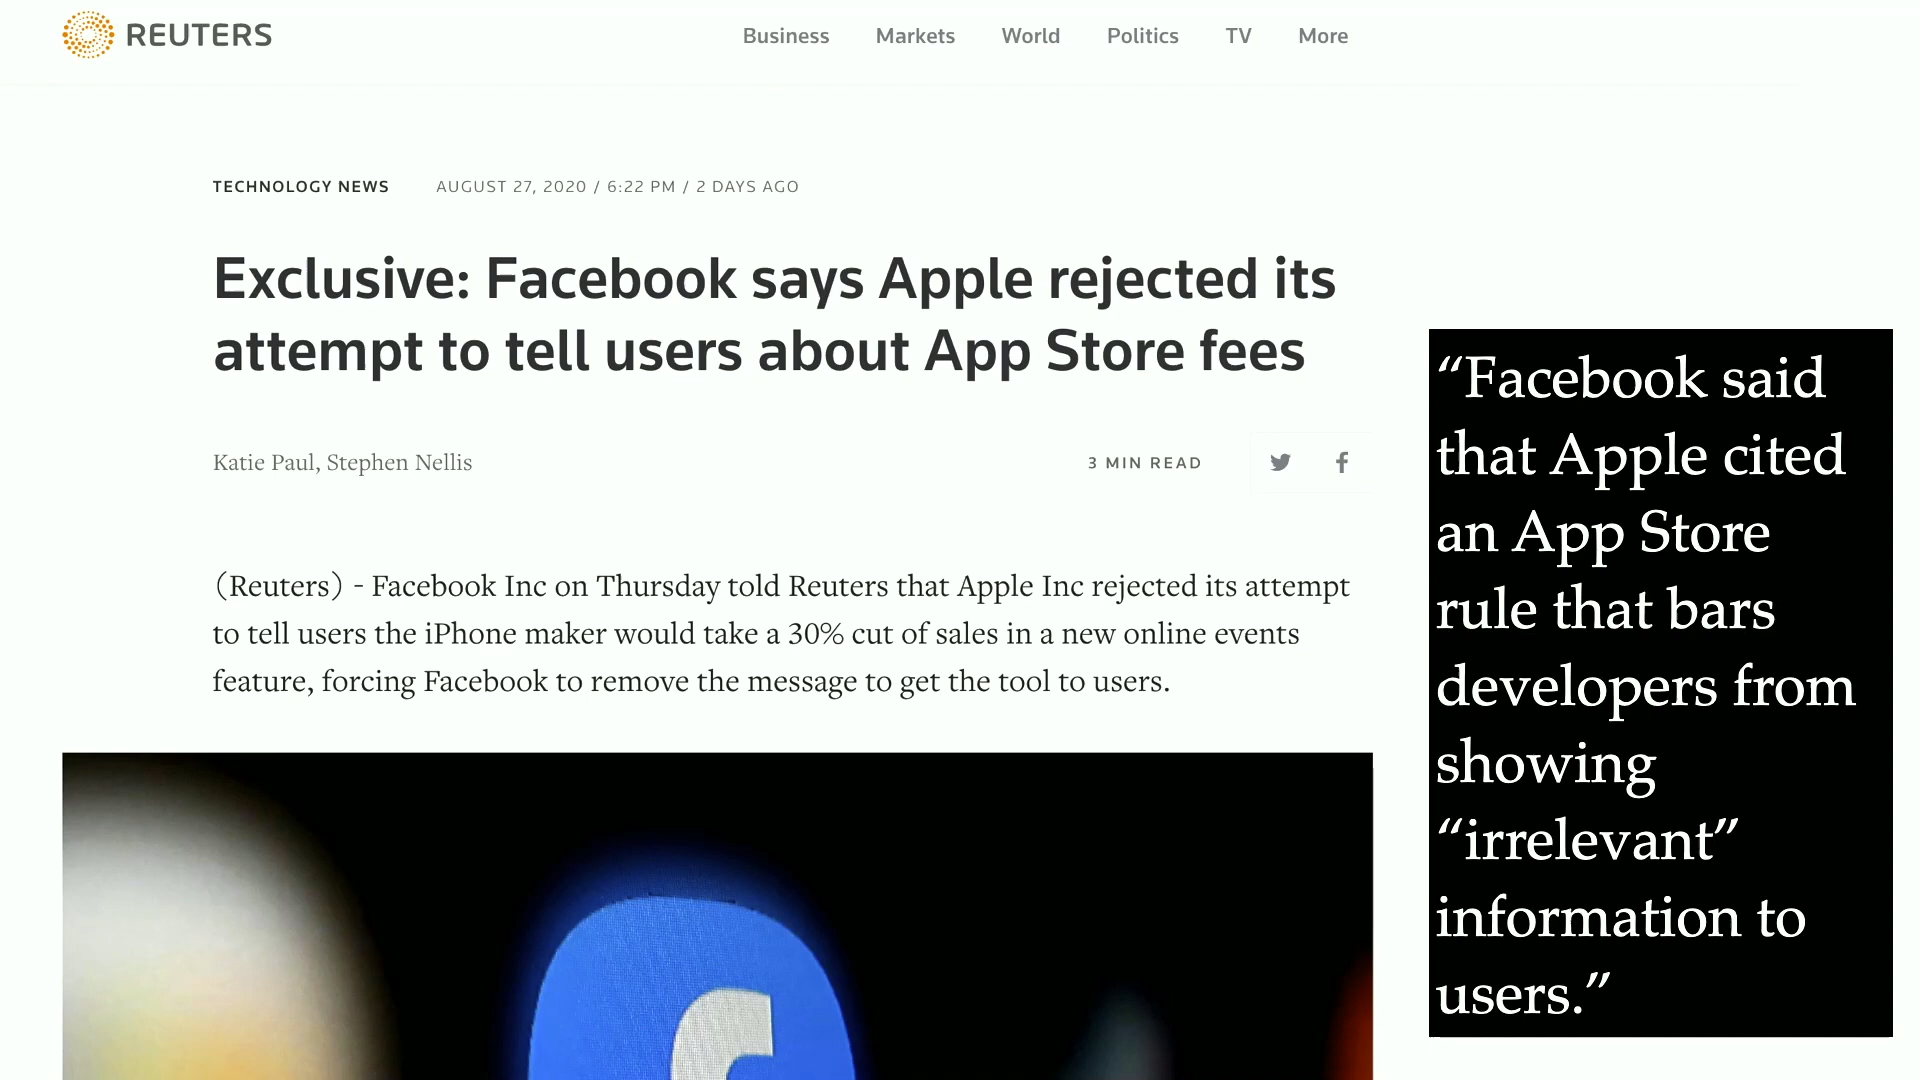 REUTERS
Business Markets World Politics TV More
TECHNOLOGY NEWS AUGUST 27, 2020 / 6:22 PM / 2 DAYS AGO
Exclusive: Facebook says Apple rejected its
attempt to tell users about App Store fees
Katie Paul, Stephen Nellis
3 MIN READ
(Reuters) - Facebook Inc on Thursday told Reuters that Apple Inc rejected its attempt
to tell users the iPhone maker would take a 30% cut of sales in a new online events
feature, forcing Facebook to remove the message to get the tool to users.
“Facebook said
that Apple cited
an App Store
rule that bars
developers from
showing
“irrelevant”
information to
users.”